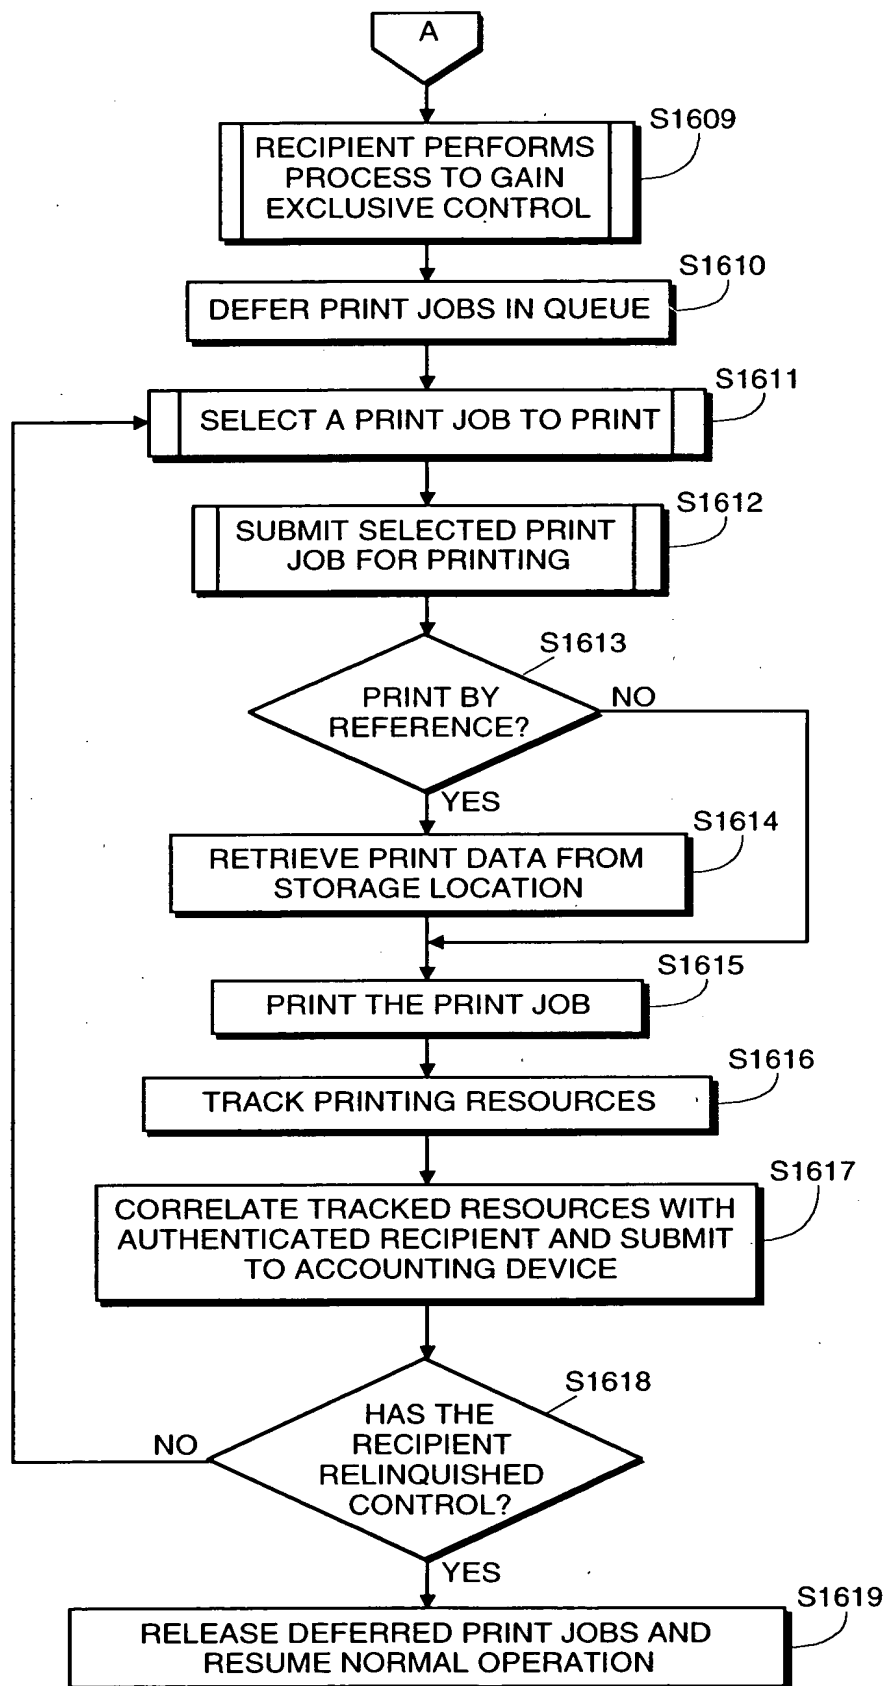 A
S1609
RECIPIENT PERFORMS
PROCESS TO GAIN
EXCLUSIVE CONTROL
S1610
DEFER PRINT JOBS IN QUEUE
S1611
SELECT A PRINT JOB TO PRINT
S1612
SUBMIT SELECTED PRINT
JOB FOR PRINTING
S1613
PRINT BY
REFERENCE?
NO
YES
S1614
RETRIEVE PRINT DATA FROM
STORAGE LOCATION
S1615
PRINT THE PRINT JOB
S1616
TRACK PRINTING RESOURCES
S1617
CORRELATE TRACKED RESOURCES WITH
AUTHENTICATED RECIPIENT AND SUBMIT
TO ACCOUNTING DEVICE
S1618
HAS THE
RECIPIENT
RELINQUISHED
CONTROL?
NO
YES
S1619
RELEASE DEFERRED PRINT JOBS AND
RESUME NORMAL OPERATION